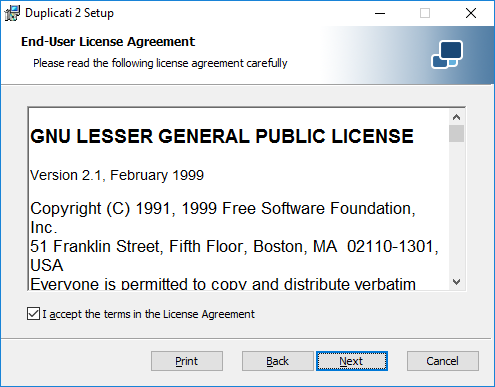 Duplicati 2 Setup
End-User License Agreement
Please read the following license agreement carefully
GNU LESSER GENERAL PUBLIC LICENSE
Version 2.1, February 1999
Copyright (C) 1991, 1999 Free Software Foundation,
Inc.
51 Franklin Street, Fifth Floor, Boston, MA  02110-1301,
USA
Everyone is permitted to copy and distribute verbatim
I accept the terms in the License Agreement
Print Back Next Cancel